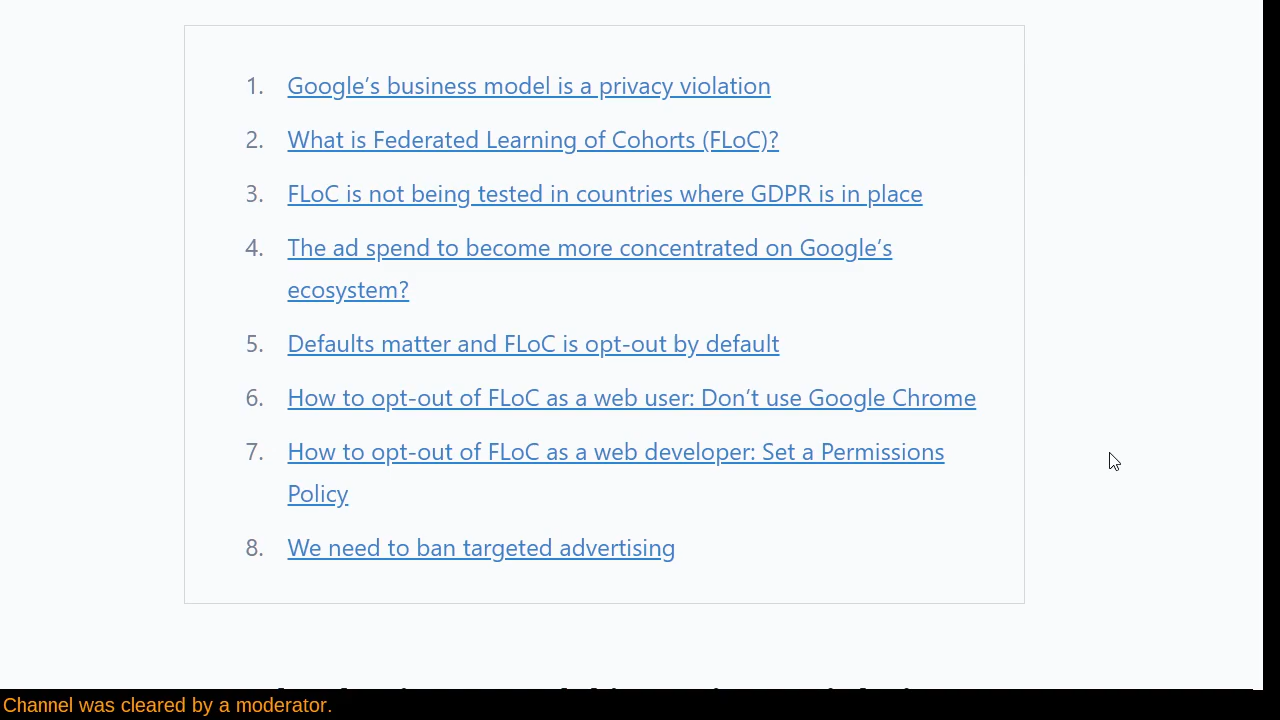 1. Google’s business model is a privacy violation
2. What is Federated Learning of Cohorts (FLoC)?
3. FLoC is not being tested in countries where GDPR is in place
4. The ad spend to become more concentrated on Google’s
ecosystem?
5. Defaults matter and FLoC is opt-out by default
6. How to opt-out of FLoC as a web user: Don’t use Google Chrome
7. How to opt-out of FLoC as a web developer: Set a Permissions
Policy
8. We need to ban targeted advertising
Channel was cleared by a moderator.